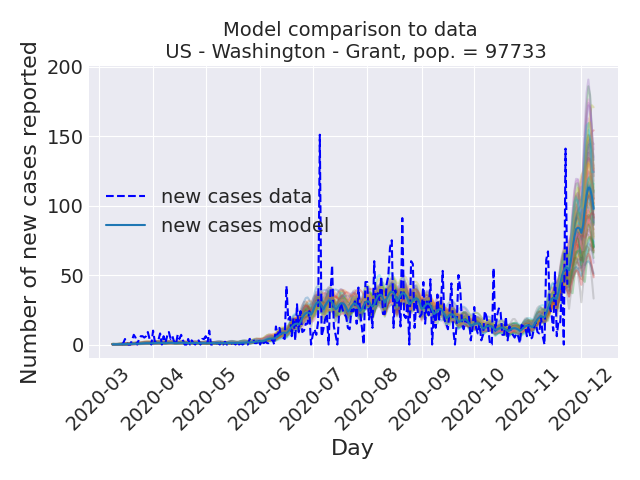 Model comparison to data
US - Washington - Grant, pop. = 97733
Number of new cases reported
200
150
100
50
0
new cases data
new cases model
2020-03
2020-04
2020-05
2020-06
2020-07
2020-08
2020-09
2020-10
2020-11
2020-12
Day